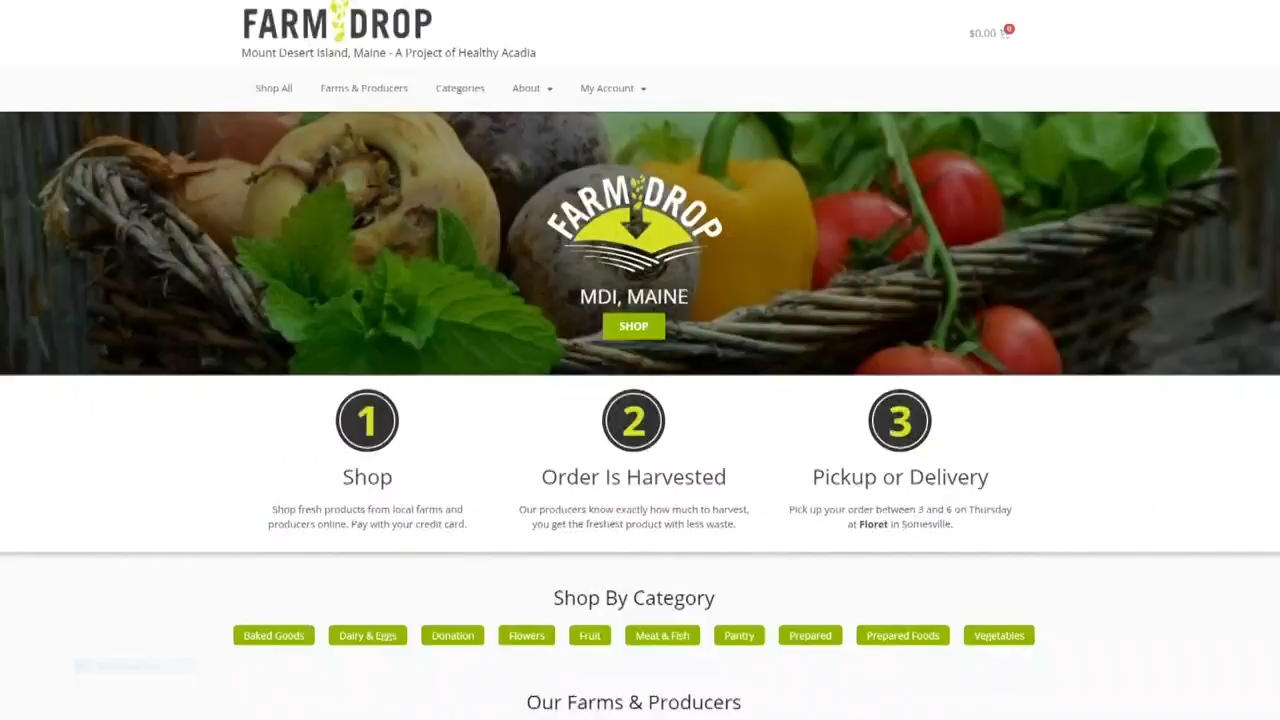 FARM DROP
Mount Desert Island, Maine - A Project of Healthy Acadia
$0.00
0
Shop All
Farms & Producers
Categories
About
My Account
FARM DROP
MDI, MAINE
SHOP
1
2
3
Shop
Order Is Harvested
Pickup or Delivery
Shop fresh products from local farms and
producers online. Pay with your credit card.
Our producers know exactly how much to harvest,
you get the freshest product with less waste.
Pick up your order between 3 and 6 on Thursday
at Floret in Somesville.
Shop By Category
Baked Goods
Dairy & Eggs
Donation
Flowers
Fruit
Meat & Fish
Pantry
Prepared
Prepared Foods
Vegetables
Our Farms & Producers